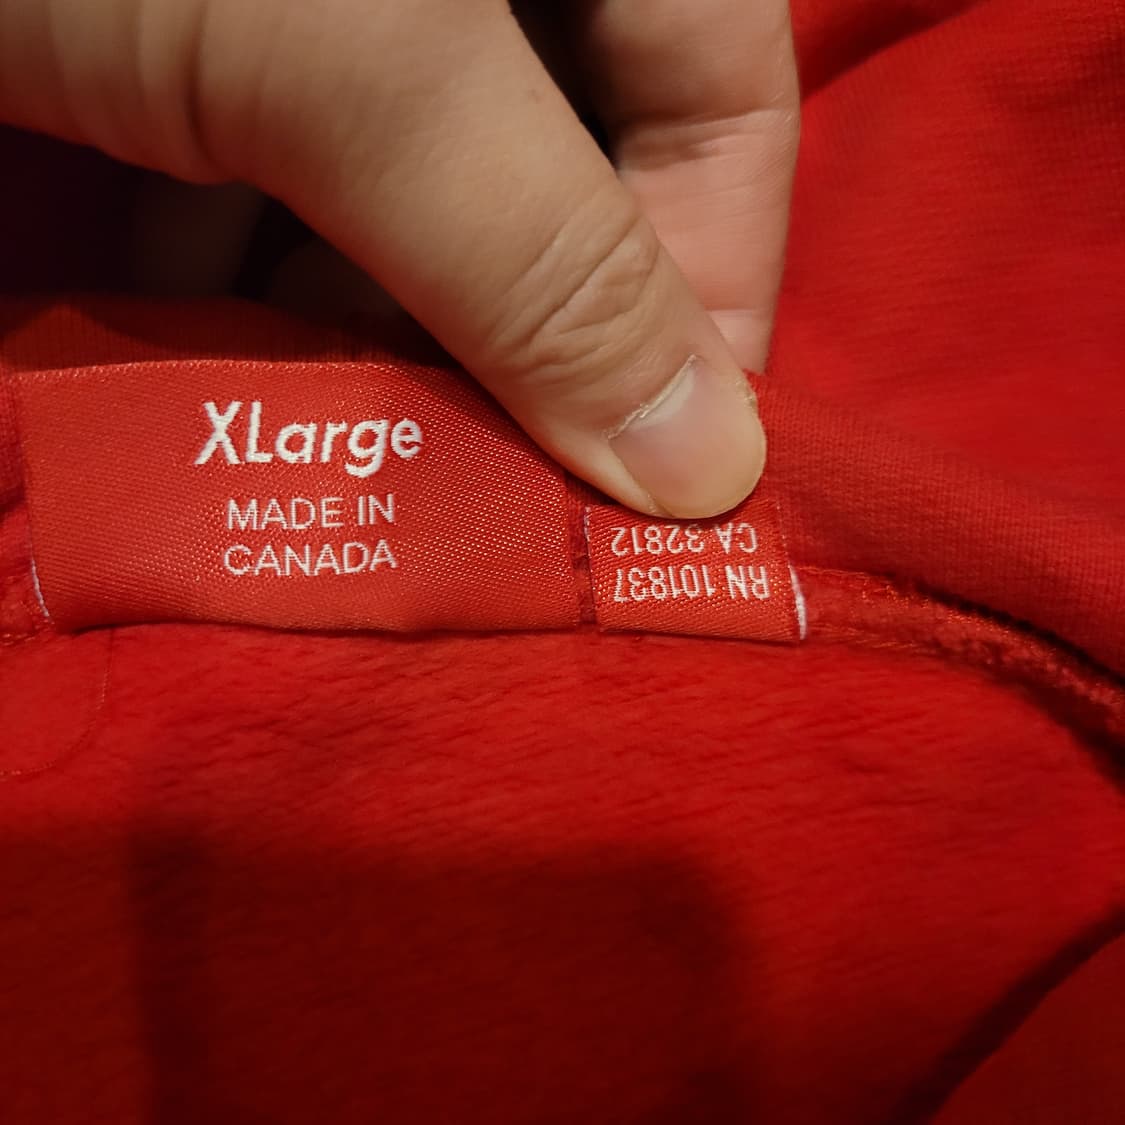 XLarge
MADE IN
CANADA
RN 101837
CA 32812